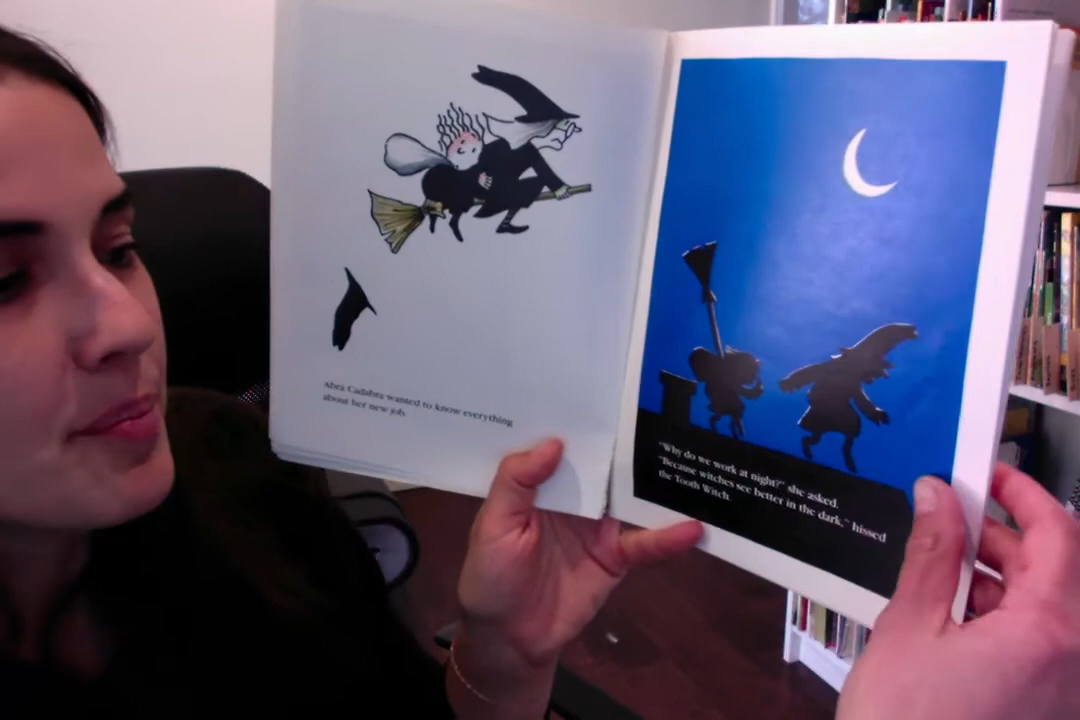 Abra Cadabra wanted to know everything
about her new job.
"Why do we work at night?" she asked.
"Because witches see better in the dark," hissed
the Tooth Witch.